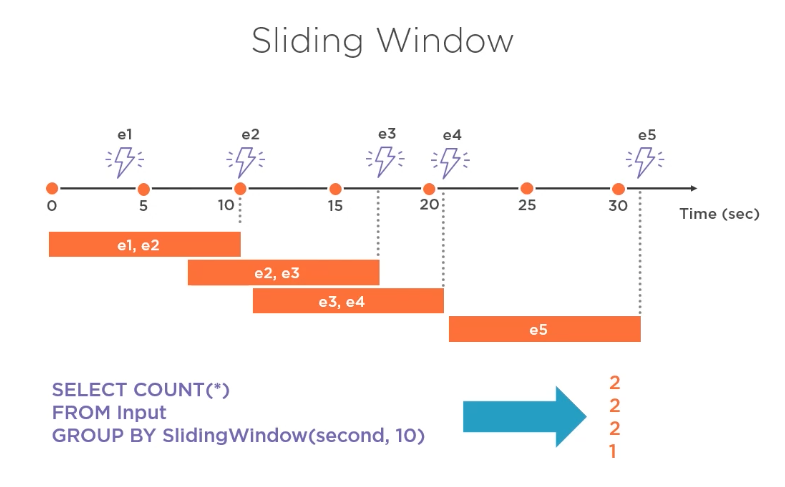 Sliding Window
e1 e2 e3 e4 e5
0 5 10 15 20 25 30
Time (sec)
e1, e2
e2, e3
e3, e4
e5
SELECT COUNT(*)
FROM Input
GROUP BY SlidingWindow(second, 10)
2
2
2
1